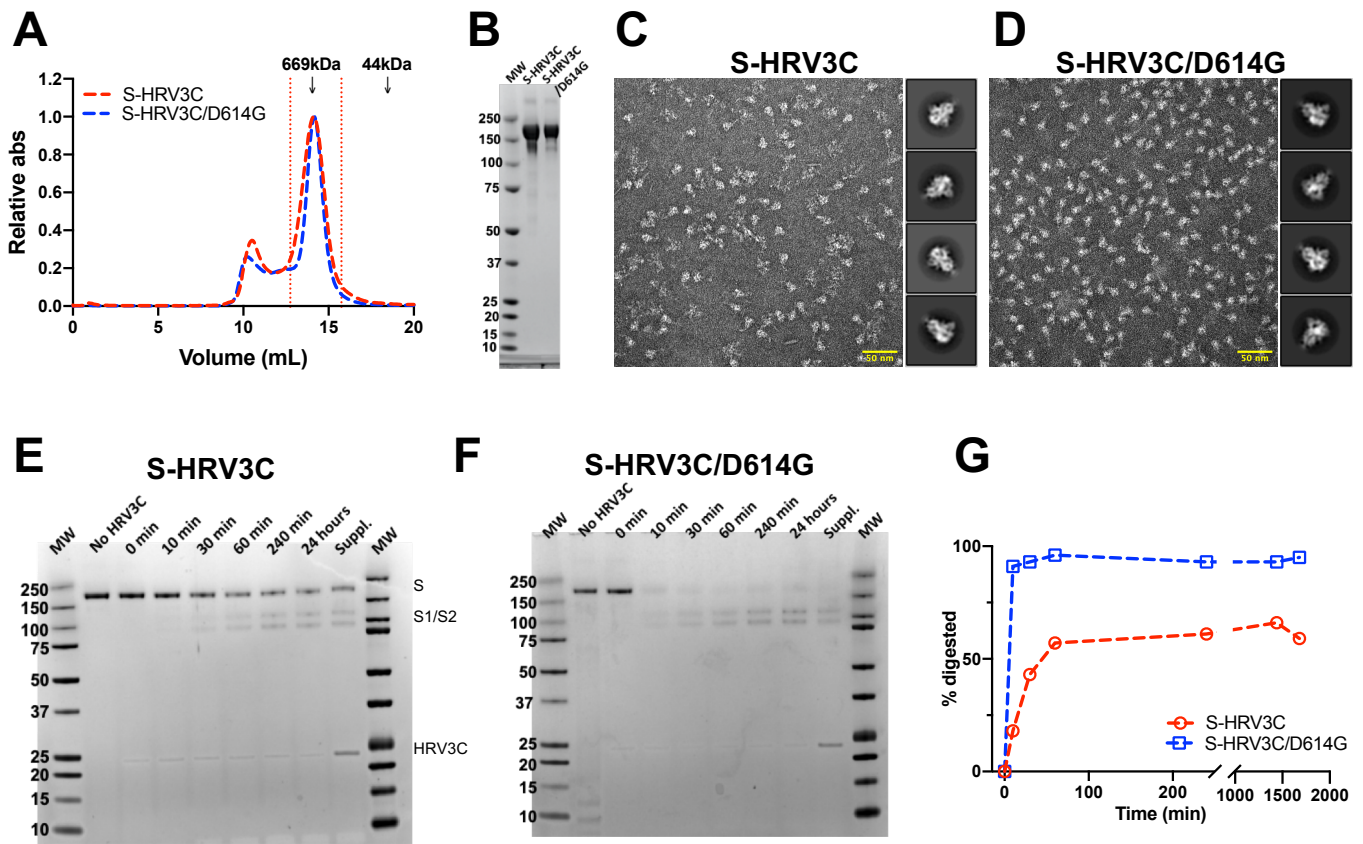 A
669kDa
44kDa
S-HRV3C
S-HRV3C/D614G
1.2
1.0
0.8
0.6
0.4
0.2
0.0
Relative abs
0
5
10
15
20
Volume (mL)
B
MW
S-HRV3C
S-HRV3C
/D614G
250
150
100
75
50
37
25
20
15
10
C
S-HRV3C
50 nm
D
S-HRV3C/D614G
50 nm
E
S-HRV3C
MW
No HRV3C
0 min
10 min
30 min
60 min
240 min
24 hours
Suppl.
MW
250
150
100
75
50
37
25
20
15
10
S
S1/S2
HRV3C
F
S-HRV3C/D614G
MW
No HRV3C
0 min
10 min
30 min
60 min
240 min
24 hours
Suppl.
MW
250
150
100
75
50
37
25
20
15
10
G
100
50
0
% digested
0
100
200
1000
1500
2000
Time (min)
S-HRV3C
S-HRV3C/D614G